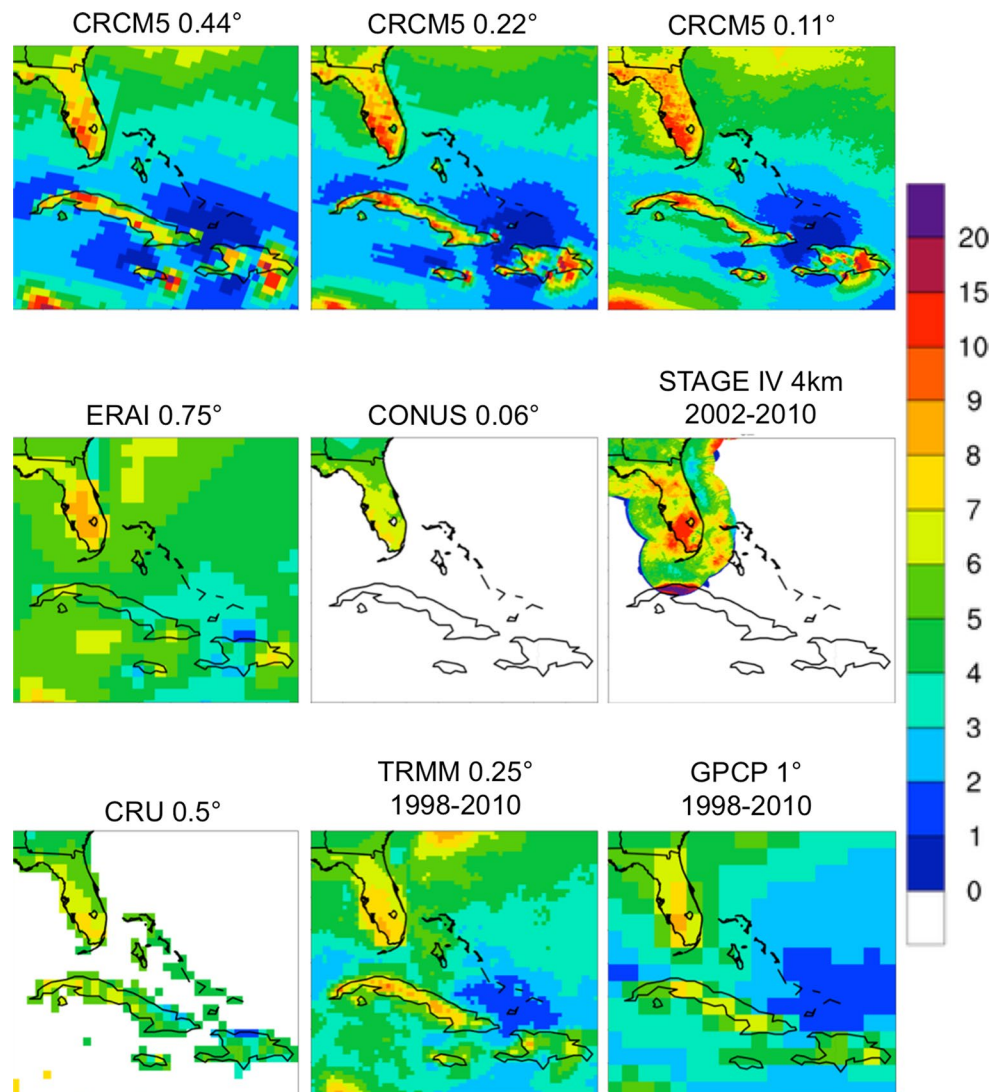 CRCM5 0.44°
CRCM5 0.22°
CRCM5 0.11°
ERAI 0.75°
CONUS 0.06°
STAGE IV 4km
2002-2010
20
15
10
9
8
7
6
5
4
3
2
1
0
CRU 0.5°
TRMM 0.25°
1998-2010
GPCP 1°
1998-2010